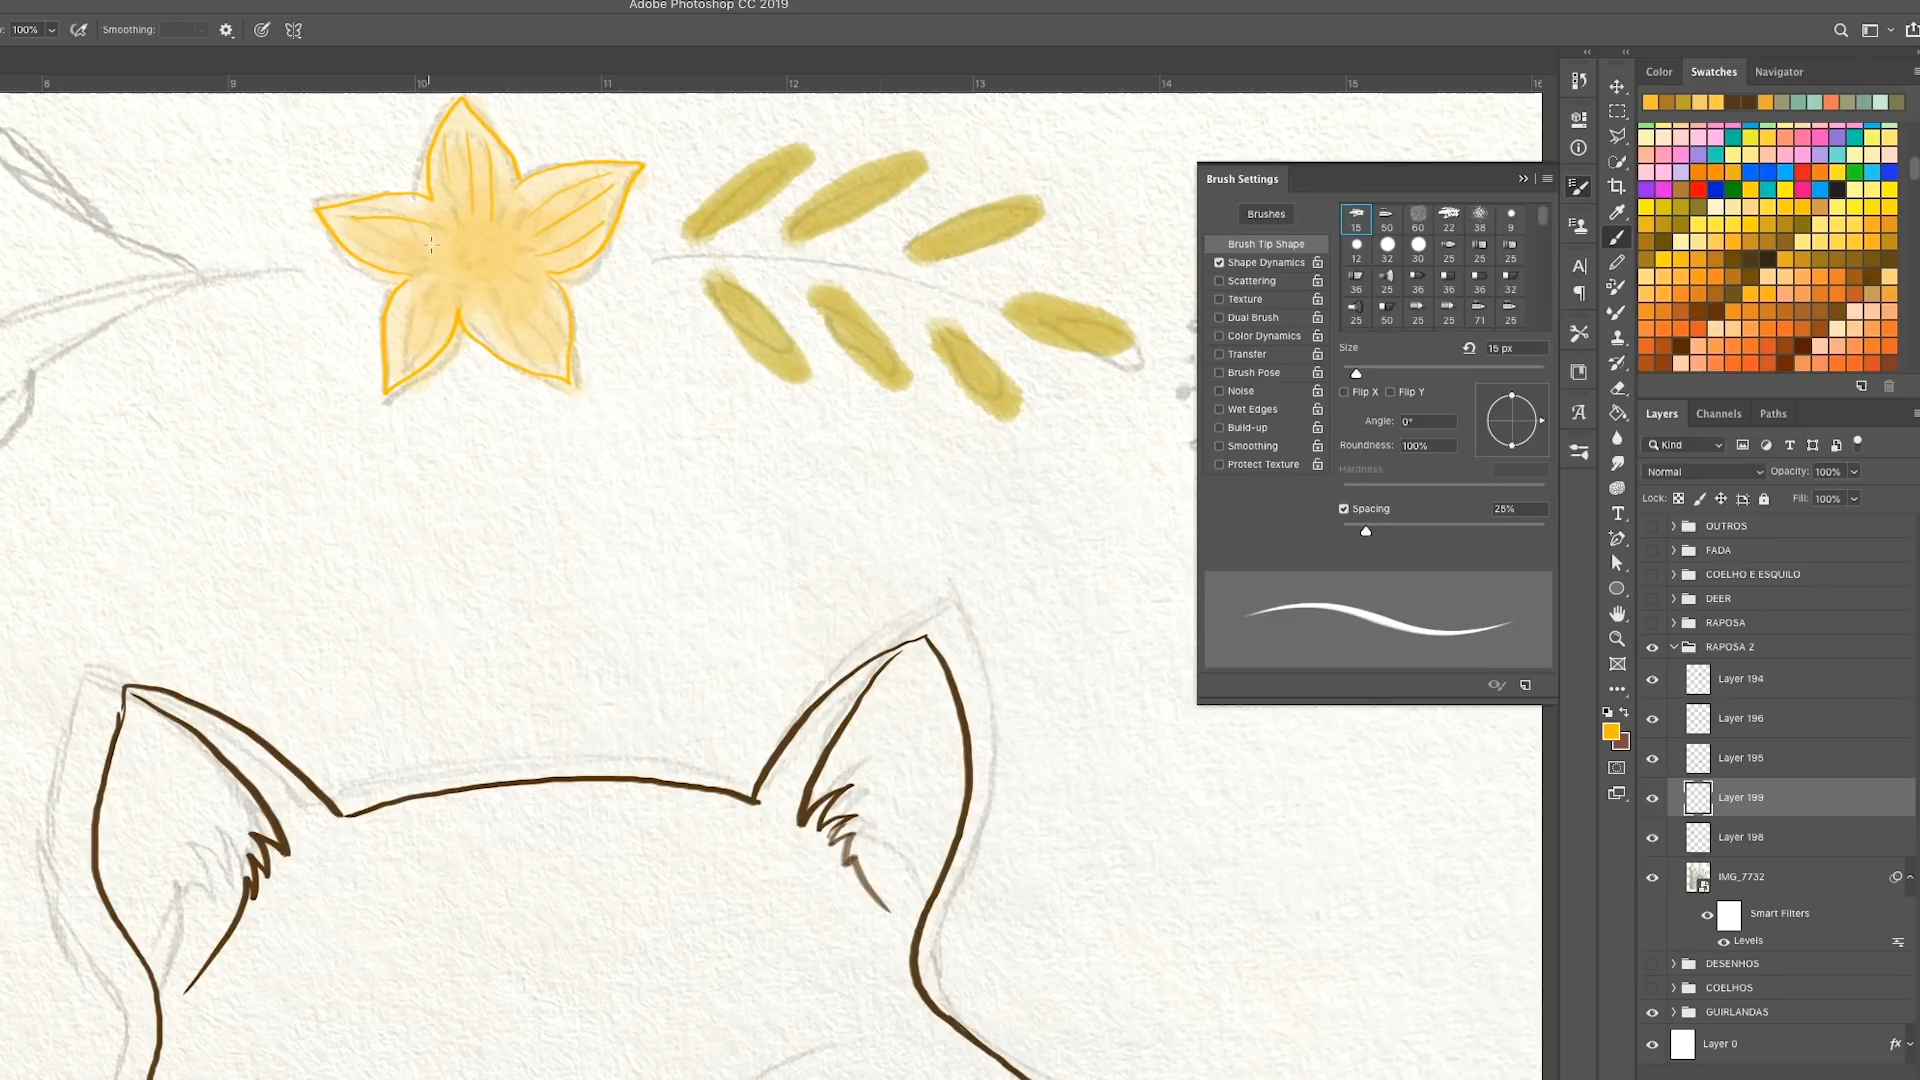 Adobe Photoshop CC 2019
100% Smoothing:
8 9 10 11 12 13 14 15
Color Swatches Navigator
Brush Settings
Brushes
Brush Tip Shape
Shape Dynamics
Scattering
Texture
Dual Brush
Color Dynamics
Transfer
Brush Pose
Noise
Wet Edges
Build-up
Smoothing
Protect Texture
15 50 60 22 38 9
12 32 30 25 25 25
36 25 36 36 36 32
25 50 25 25 71 25
Size 15 px
Flip X Flip Y
Angle: 0°
Roundness: 100%
Hardness
Spacing 25%
Layers Channels Paths
Kind
Normal Opacity: 100%
Lock: Fill: 100%
OUTROS
FADA
COELHO E ESQUILO
DEER
RAPOSA
RAPOSA 2
Layer 194
Layer 196
Layer 195
Layer 199
Layer 198
IMG_7732
Smart Filters
Levels
DESENHOS
COELHOS
GUIRLANDAS
Layer 0 fx